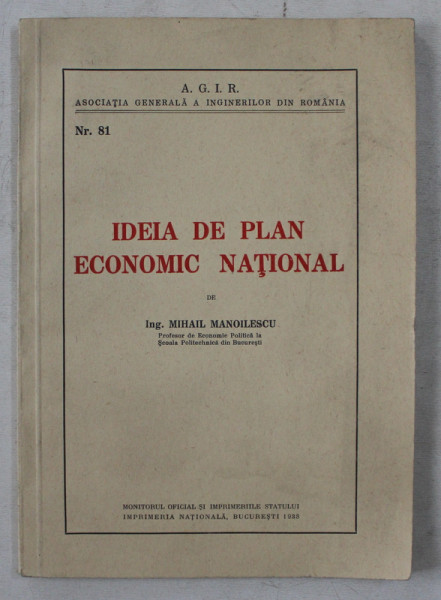 A. G. I. R.
ASOCIAŢIA GENERALĂ A INGINERILOR DIN ROMÂNIA
Nr. 81
IDEIA DE PLAN
ECONOMIC NAŢIONAL
DE
Ing. MIHAIL MANOILESCU
Profesor de Economie Politică la
Şcoala Politechnică din Bucureşti
MONITORUL OFICIAL ŞI IMPRIMERIILE STATULUI
IMPRIMERIA NAŢIONALĂ, BUCUREŞTI